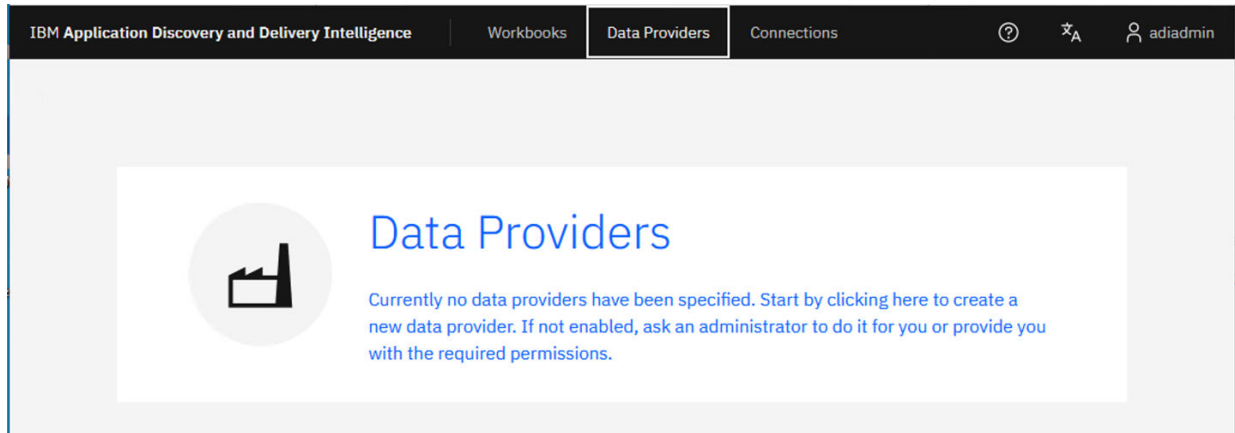 IBM Application Discovery and Delivery Intelligence Workbooks Data Providers Connections adiadmin
Data Providers
Currently no data providers have been specified. Start by clicking here to create a
new data provider. If not enabled, ask an administrator to do it for you or provide you
with the required permissions.